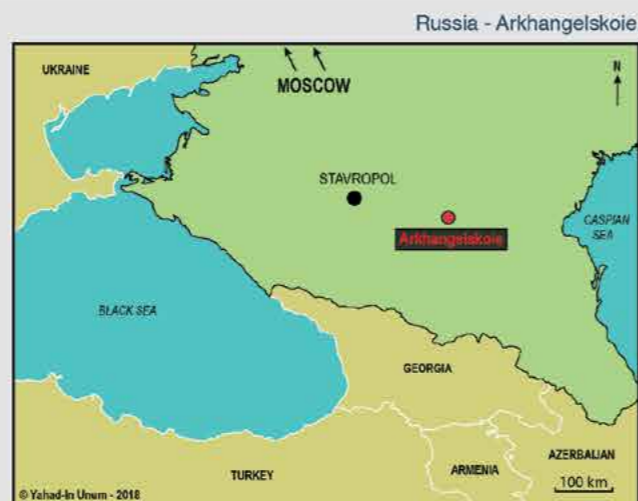 Russia - Arkhangelskoie
UKRAINE
MOSCOW
N
STAVROPOL
Arkhangelskoie
CASPIAN
SEA
BLACK SEA
GEORGIA
AZERBAIJAN
ARMENIA
TURKEY
100 km
© Yahad-In Unum - 2018